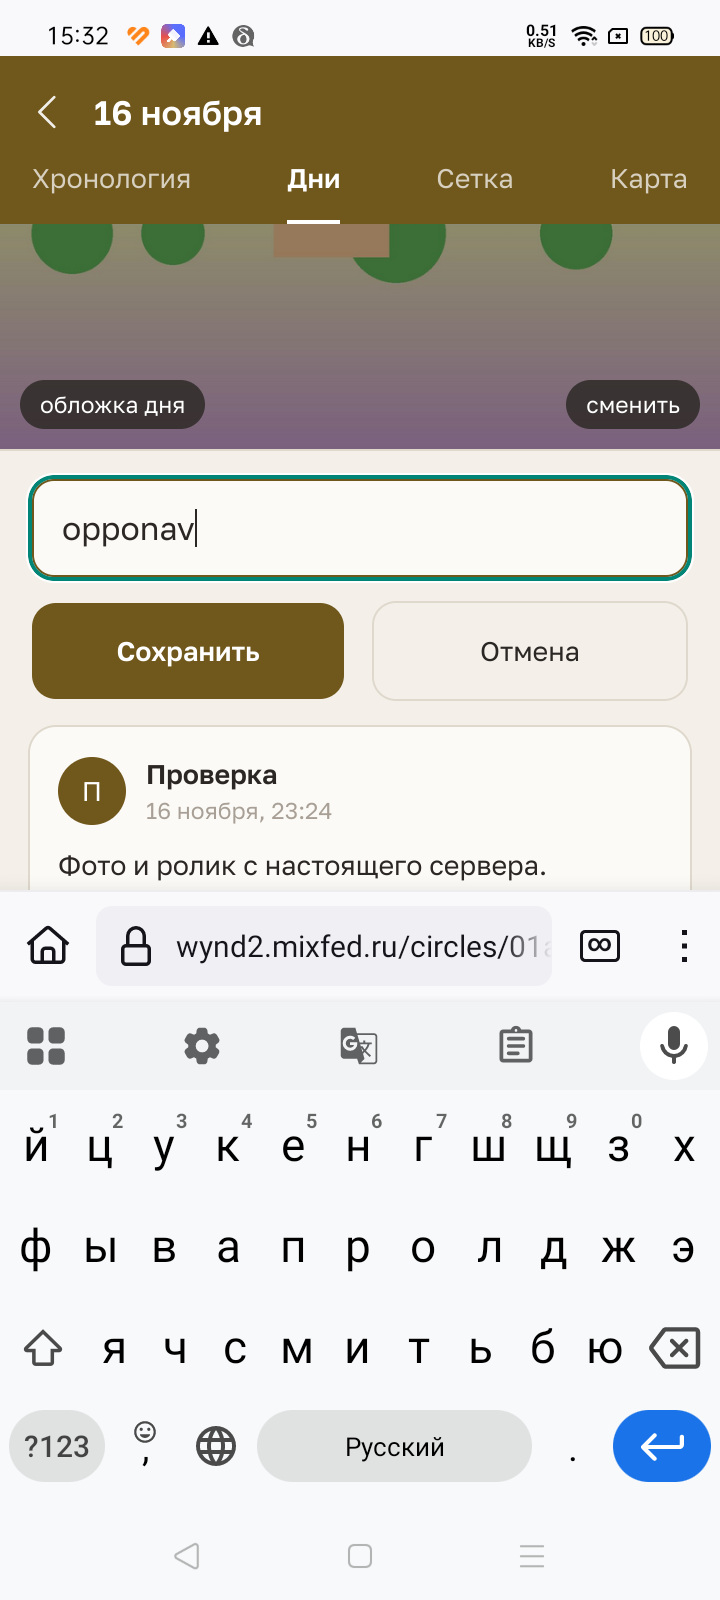 15:32
0.51
KB/S
100
16 ноября
Хронология Дни Сетка Карта
обложка дня сменить
opponav
Сохранить Отмена
П
Проверка
16 ноября, 23:24
Фото и ролик с настоящего сервера.
wynd2.mixfed.ru/circles/01a
1 2 3 4 5 6 7 8 9 0
й ц у к е н г ш щ з х
ф ы в а п р о л д ж э
я ч с м и т ь б ю
?123 , Русский .